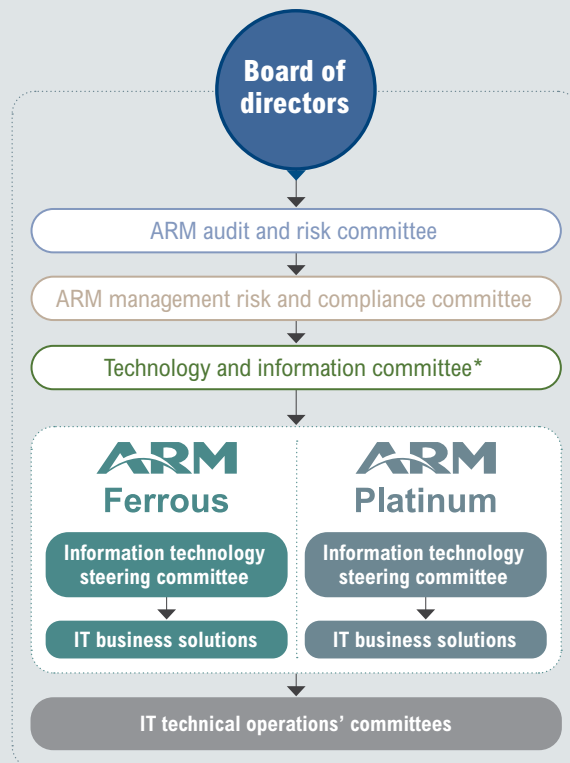 Board of
directors
ARM audit and risk committee
ARM management risk and compliance committee
Technology and information committee*
ARM
Ferrous
Information technology
steering committee
IT business solutions
ARM
Platinum
Information technology
steering committee
IT business solutions
IT technical operations’ committees